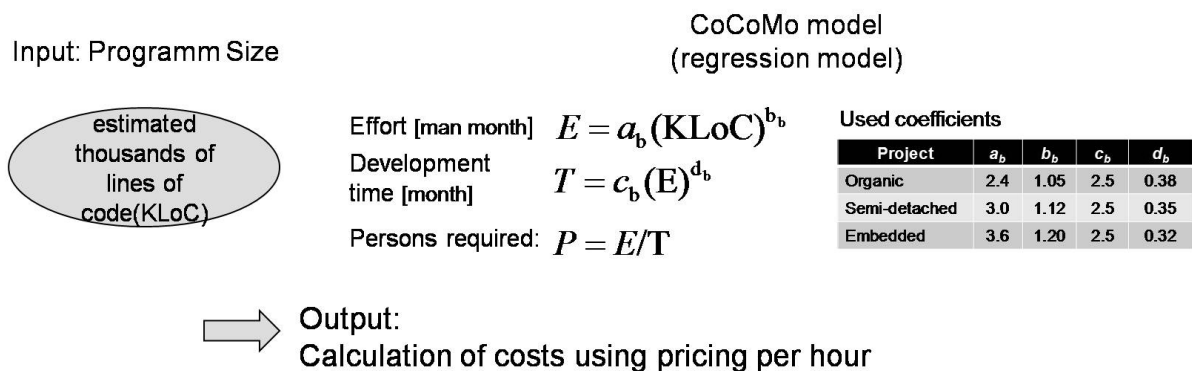 Input: Programm Size
CoCoMo model
(regression model)
estimated
thousands of
lines of
code(KLoC)
Effort [man month] E = a_b(KLoC)^{b_b}
Development
time [month] T = c_b(E)^{d_b}
Persons required: P = E/T
Used coefficients
Project a_b b_b c_b d_b
Organic 2.4 1.05 2.5 0.38
Semi-detached 3.0 1.12 2.5 0.35
Embedded 3.6 1.20 2.5 0.32
Output:
Calculation of costs using pricing per hour